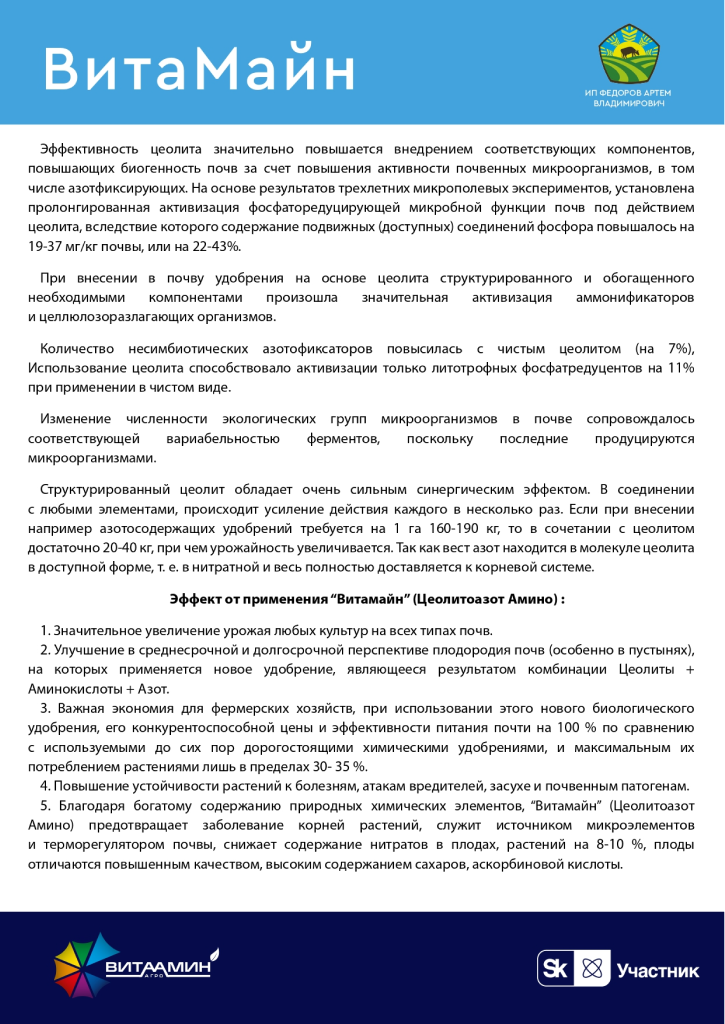 ВитаМайн
ИП ФЕДОРОВ АРТЕМ
ВЛАДИМИРОВИЧ
Эффективность цеолита значительно повышается внедрением соответствующих компонентов,
повышающих биогенность почв за счет повышения активности почвенных микроорганизмов, в том
числе азотфиксирующих. На основе результатов трехлетних микрополевых экспериментов, установлена
пролонгированная активизация фосфаторедуцирующей микробной функции почв под действием
цеолита, вследствие которого содержание подвижных (доступных) соединений фосфора повышалось на
19-37 мг/кг почвы, или на 22-43%.
При внесении в почву удобрения на основе цеолита структурированного и обогащенного
необходимыми компонентами произошла значительная активизация аммонификаторов
и целлюлозоразлагающих организмов.
Количество несимбиотических азотофиксаторов повысилась с чистым цеолитом (на 7%),
Использование цеолита способствовало активизации только литотрофных фосфатредуцентов на 11%
при применении в чистом виде.
Изменение численности экологических групп микроорганизмов в почве сопровождалось
соответствующей вариабельностью ферментов, поскольку последние продуцируются
микроорганизмами.
Структурированный цеолит обладает очень сильным синергическим эффектом. В соединении
с любыми элементами, происходит усиление действия каждого в несколько раз. Если при внесении
например азотосодержащих удобрений требуется на 1 га 160-190 кг, то в сочетании с цеолитом
достаточно 20-40 кг, при чем урожайность увеличивается. Так как вест азот находится в молекуле цеолита
в доступной форме, т. е. в нитратной и весь полностью доставляется к корневой системе.
Эффект от применения “Витамайн” (Цеолитоазот Амино) :
1. Значительное увеличение урожая любых культур на всех типах почв.
2. Улучшение в среднесрочной и долгосрочной перспективе плодородия почв (особенно в пустынях),
на которых применяется новое удобрение, являющееся результатом комбинации Цеолиты +
Аминокислоты + Азот.
3. Важная экономия для фермерских хозяйств, при использовании этого нового биологического
удобрения, его конкурентоспособной цены и эффективности питания почти на 100 % по сравнению
с используемыми до сих пор дорогостоящими химическими удобрениями, и максимальным их
потреблением растениями лишь в пределах 30- 35 %.
4. Повышение устойчивости растений к болезням, атакам вредителей, засухе и почвенным патогенам.
5. Благодаря богатому содержанию природных химических элементов, “Витамайн” (Цеолитоазот
Амино) предотвращает заболевание корней растений, служит источником микроэлементов
и терморегулятором почвы, снижает содержание нитратов в плодах, растений на 8-10 %, плоды
отличаются повышенным качеством, высоким содержанием сахаров, аскорбиновой кислоты.
ВИТААМИН
АГРО
Sk Участник